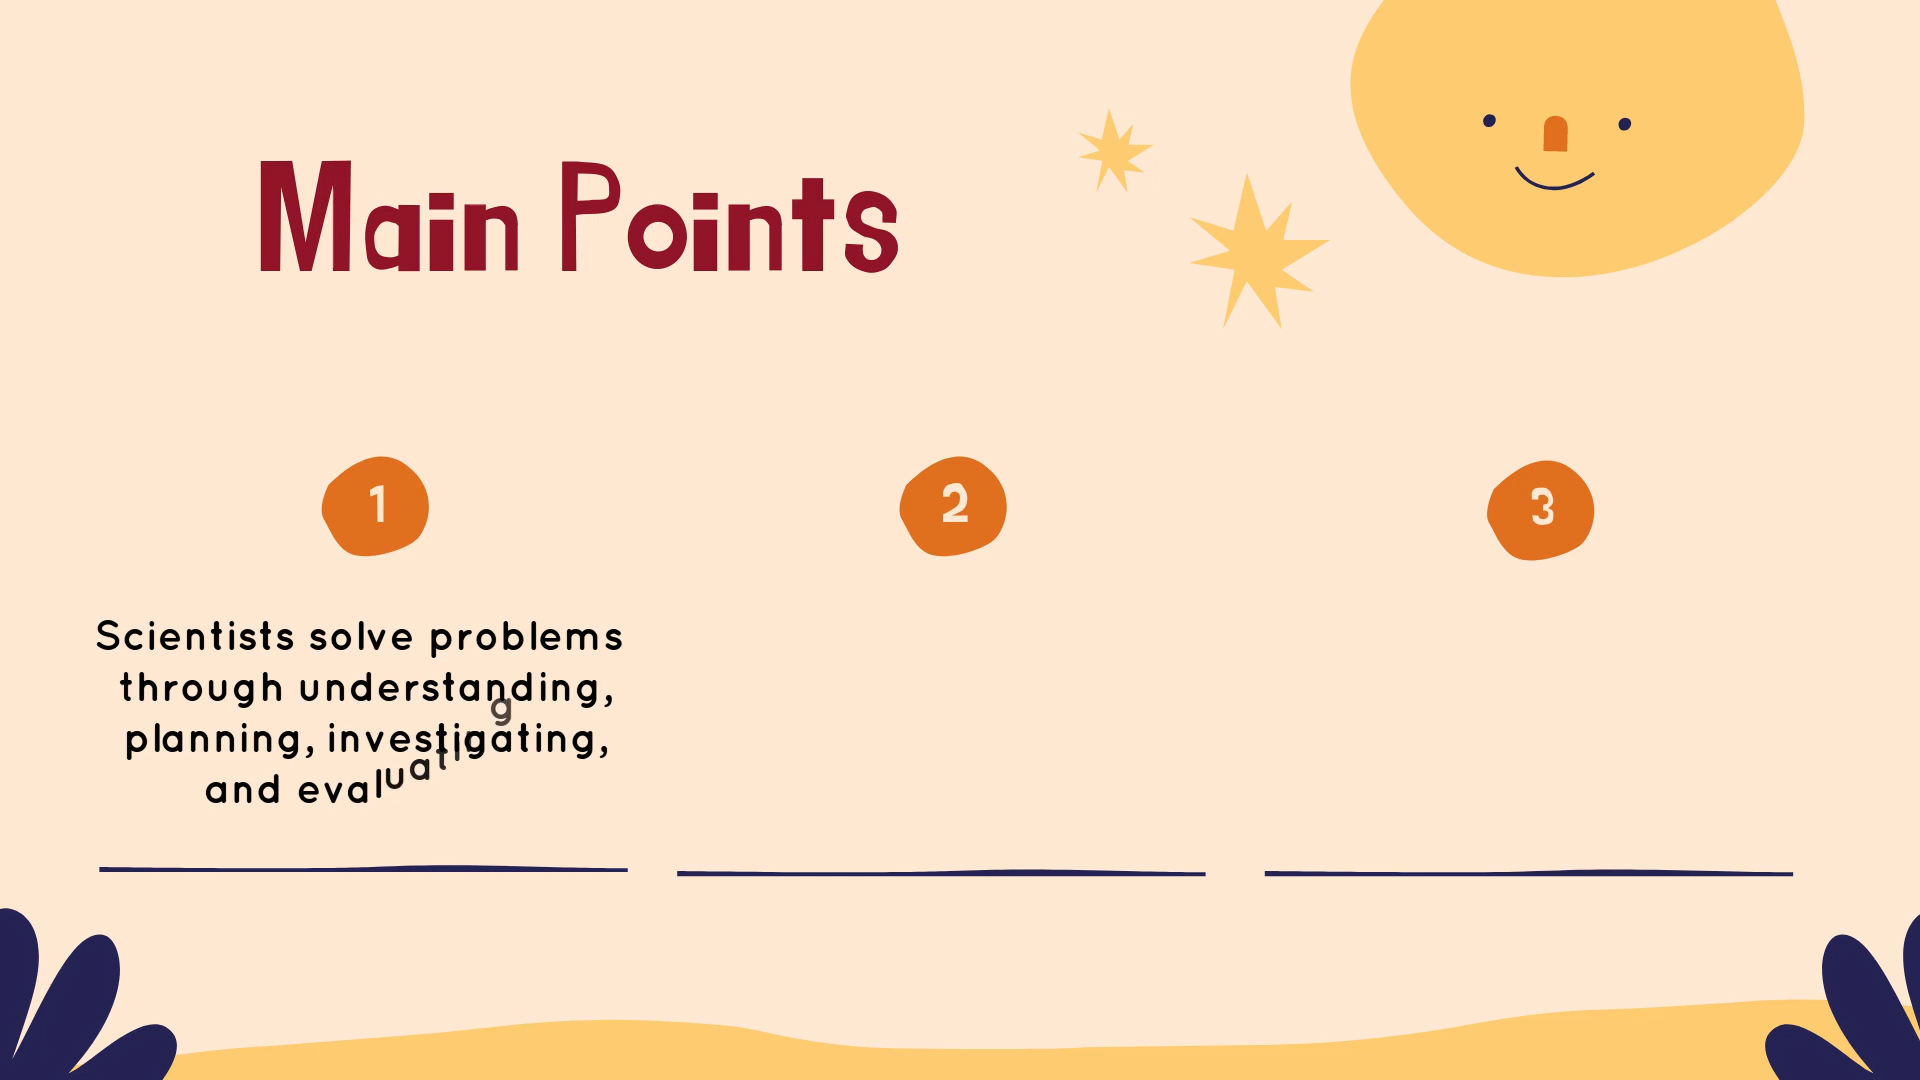 Main Points
1
2
3
Scientists solve problems
through understanding,
planning, investigating,
and evaluating